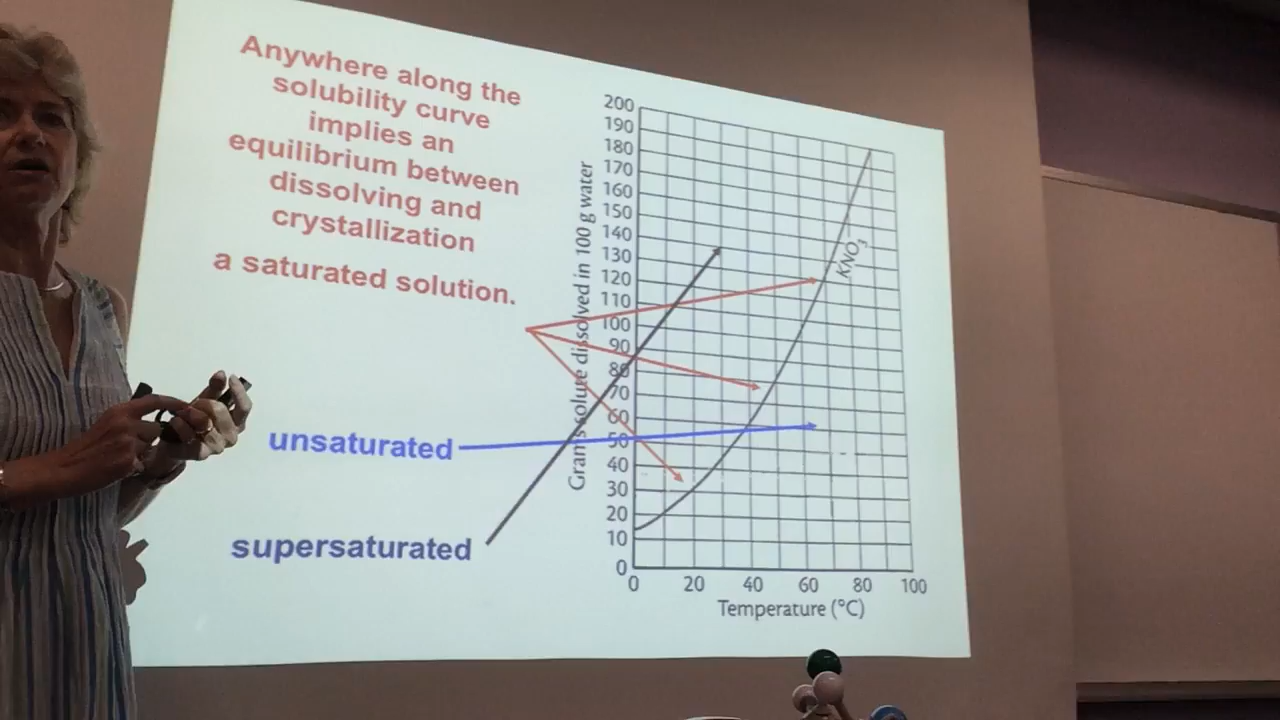 Anywhere along the
solubility curve
implies an
equilibrium between
dissolving and
crystallization
a saturated solution.
unsaturated
supersaturated
Grams solute dissolved in 100 g water
200
190
180
170
160
150
140
130
120
110
100
90
80
70
60
50
40
30
20
10
0
KNO3
0 20 40 60 80 100
Temperature (°C)